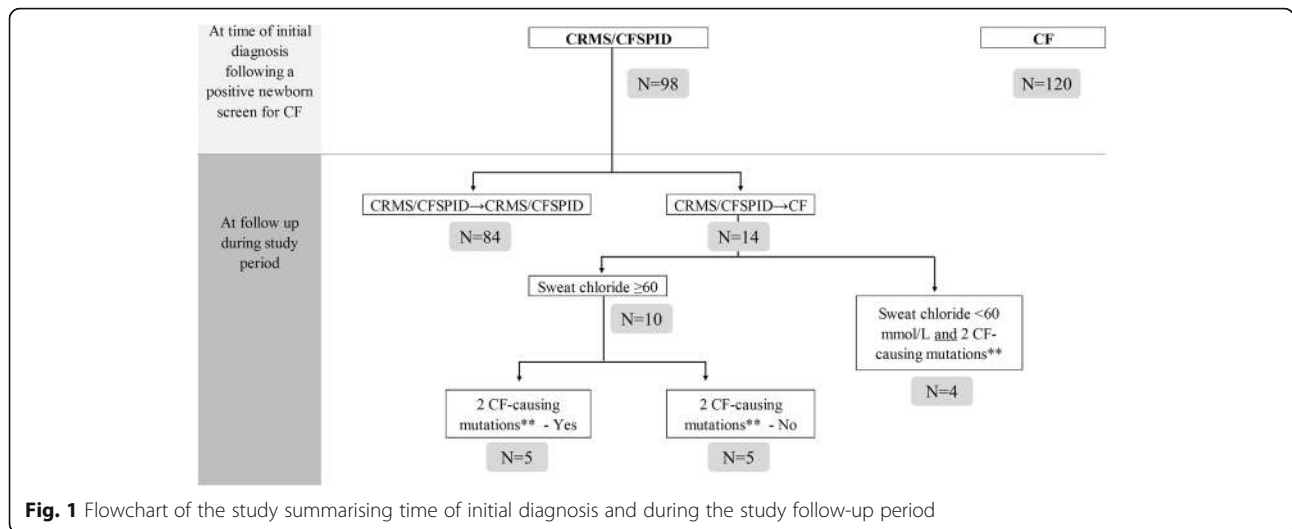 At time of initial
diagnosis
following a
positive newborn
screen for CF
CRMS/CFSPID
CF
N=98
N=120
At follow up
during study
period
CRMS/CFSPID→CRMS/CFSPID
CRMS/CFSPID→CF
N=84
N=14
Sweat chloride ≥60
N=10
Sweat chloride <60
mmol/L and 2 CF-
causing mutations**
N=4
2 CF-causing
mutations** - Yes
2 CF-causing
mutations** - No
N=5
N=5
Fig. 1 Flowchart of the study summarising time of initial diagnosis and during the study follow-up period